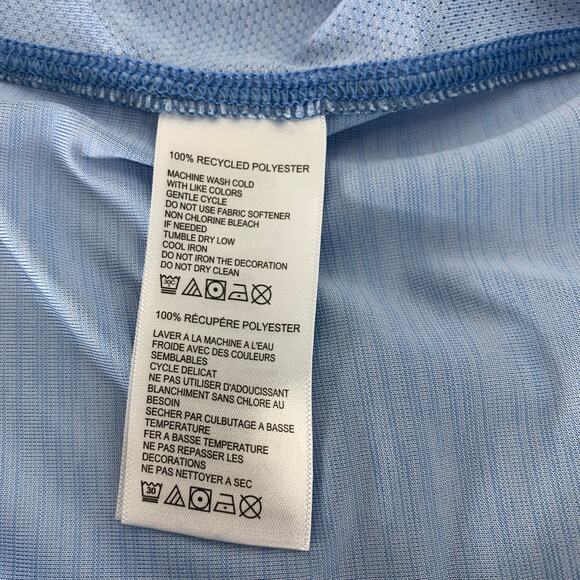 100% RECYCLED POLYESTER
MACHINE WASH COLD
WITH LIKE COLORS
GENTLE CYCLE
DO NOT USE FABRIC SOFTENER
NON CHLORINE BLEACH
IF NEEDED
TUMBLE DRY LOW
COOL IRON
DO NOT IRON THE DECORATION
DO NOT DRY CLEAN
30C
100% RÉCUPÉRE POLYESTER
LAVER A LA MACHINE A L'EAU
FROIDE AVEC DES COULEURS
SEMBLABLES
CYCLE DELICAT
NE PAS UTILISER D'ADOUCISSANT
BLANCHIMENT SANS CHLORE AU
BESOIN
SECHER PAR CULBUTAGE A BASSE
TEMPERATURE
FER A BASSE TEMPERATURE
NE PAS REPASSER LES
DECORATIONS
NE PAS NETTOYER A SEC
30